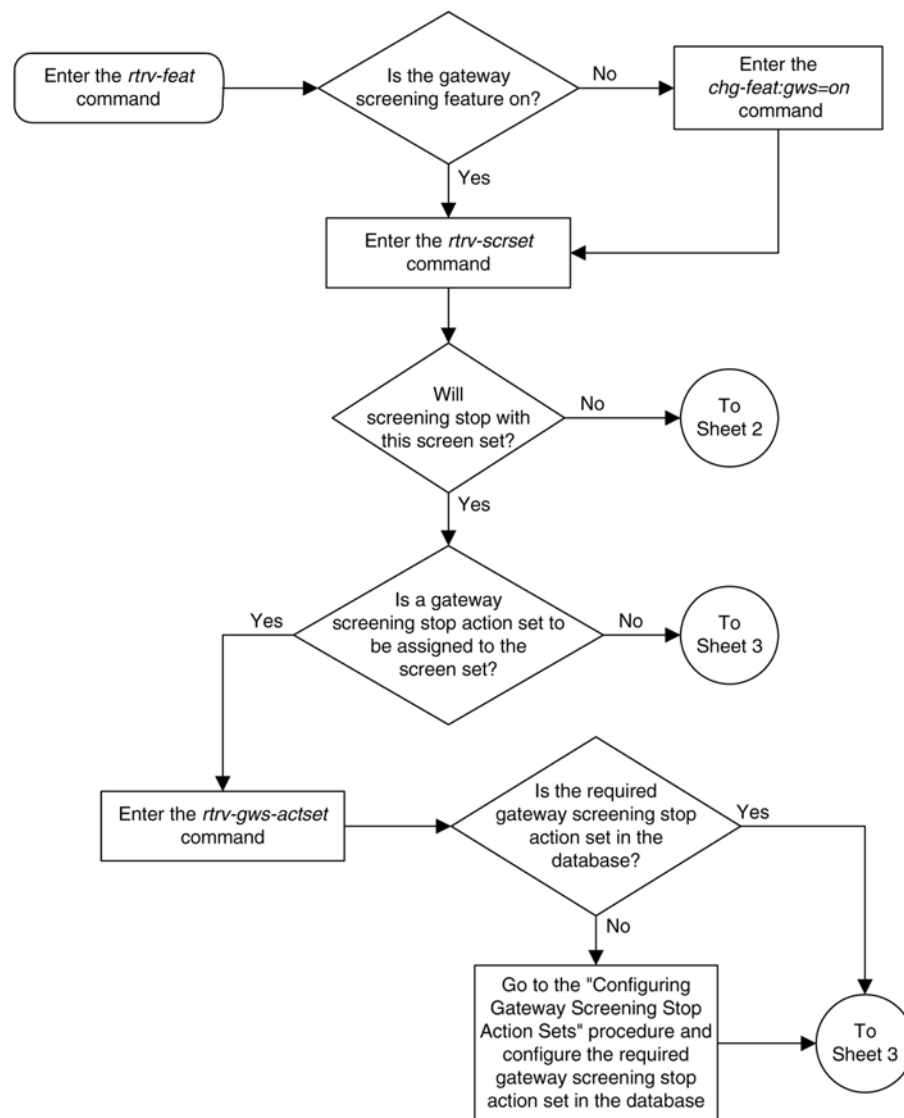 Enter the rtrv-feat
command
Is the gateway
screening feature on?
No
Enter the
chg-feat:gws=on
command
Yes
Enter the rtrv-scrset
command
Will
screening stop with
this screen set?
No
To
Sheet 2
Yes
Is a gateway
screening stop action set to
be assigned to the
screen set?
Yes
No
To
Sheet 3
Enter the rtrv-gws-actset
command
Is the required
gateway screening stop
action set in the
database?
Yes
No
Go to the "Configuring
Gateway Screening Stop
Action Sets" procedure and
configure the required
gateway screening stop
action set in the database
To
Sheet 3